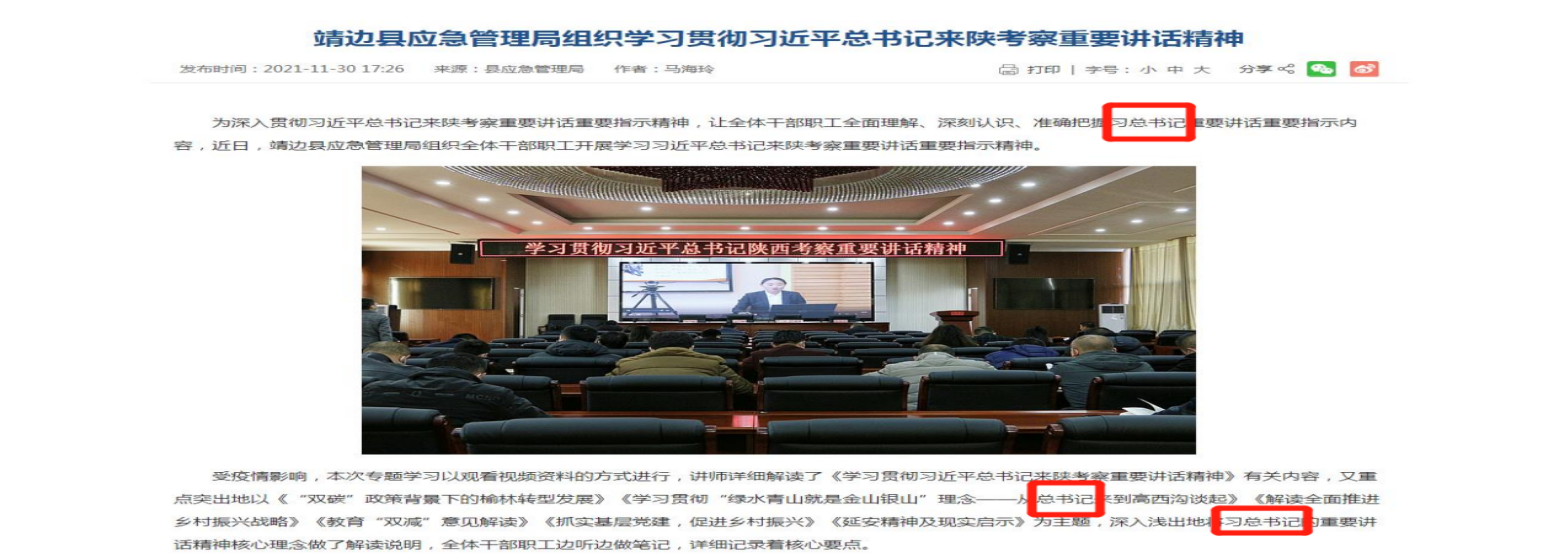 靖边县应急管理局组织学习贯彻习近平总书记来陕考察重要讲话精神
发布时间：2021-11-30 17:26 来源：县应急管理局 作者：马海玲 打印 | 字号： 小 中 大 分享
为深入贯彻习近平总书记来陕考察重要讲话重要指示精神，让全体干部职工全面理解、深刻认识、准确把握习总书记重要讲话重要指示内
容，近日，靖边县应急管理局组织全体干部职工开展学习习近平总书记来陕考察重要讲话重要指示精神。
学习贯彻习近平总书记陕西考察重要讲话精神
受疫情影响，本次专题学习以观看视频资料的方式进行，讲师详细解读了《学习贯彻习近平总书记来陕考察重要讲话精神》有关内容，又重
点突出地以《“双碳”政策背景下的榆林转型发展》《学习贯彻“绿水青山就是金山银山”理念——从总书记来到高西沟谈起》《解读全面推进
乡村振兴战略》《教育“双减”意见解读》《抓实基层党建，促进乡村振兴》《延安精神及现实启示》为主题，深入浅出地将习总书记的重要讲
话精神核心理念做了解读说明，全体干部职工边听边做笔记，详细记录着核心要点。